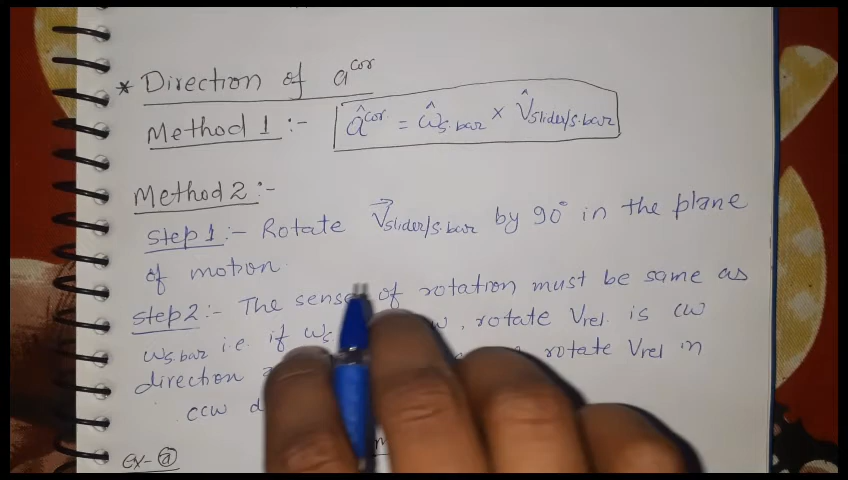 * Direction of a^cor
Method 1 :- â^cor = ω̂s.bar × V̂slider/s.bar
Method 2 :-
Step 1 :- Rotate V⃗slider/s.bar by 90° in the plane
of motion.
Step 2 :- The sense of rotation must be same as
ωs.bar i.e. if ωs , rotate Vrel. is cw
direction rotate Vrel in
ccw
ex- ⓐ